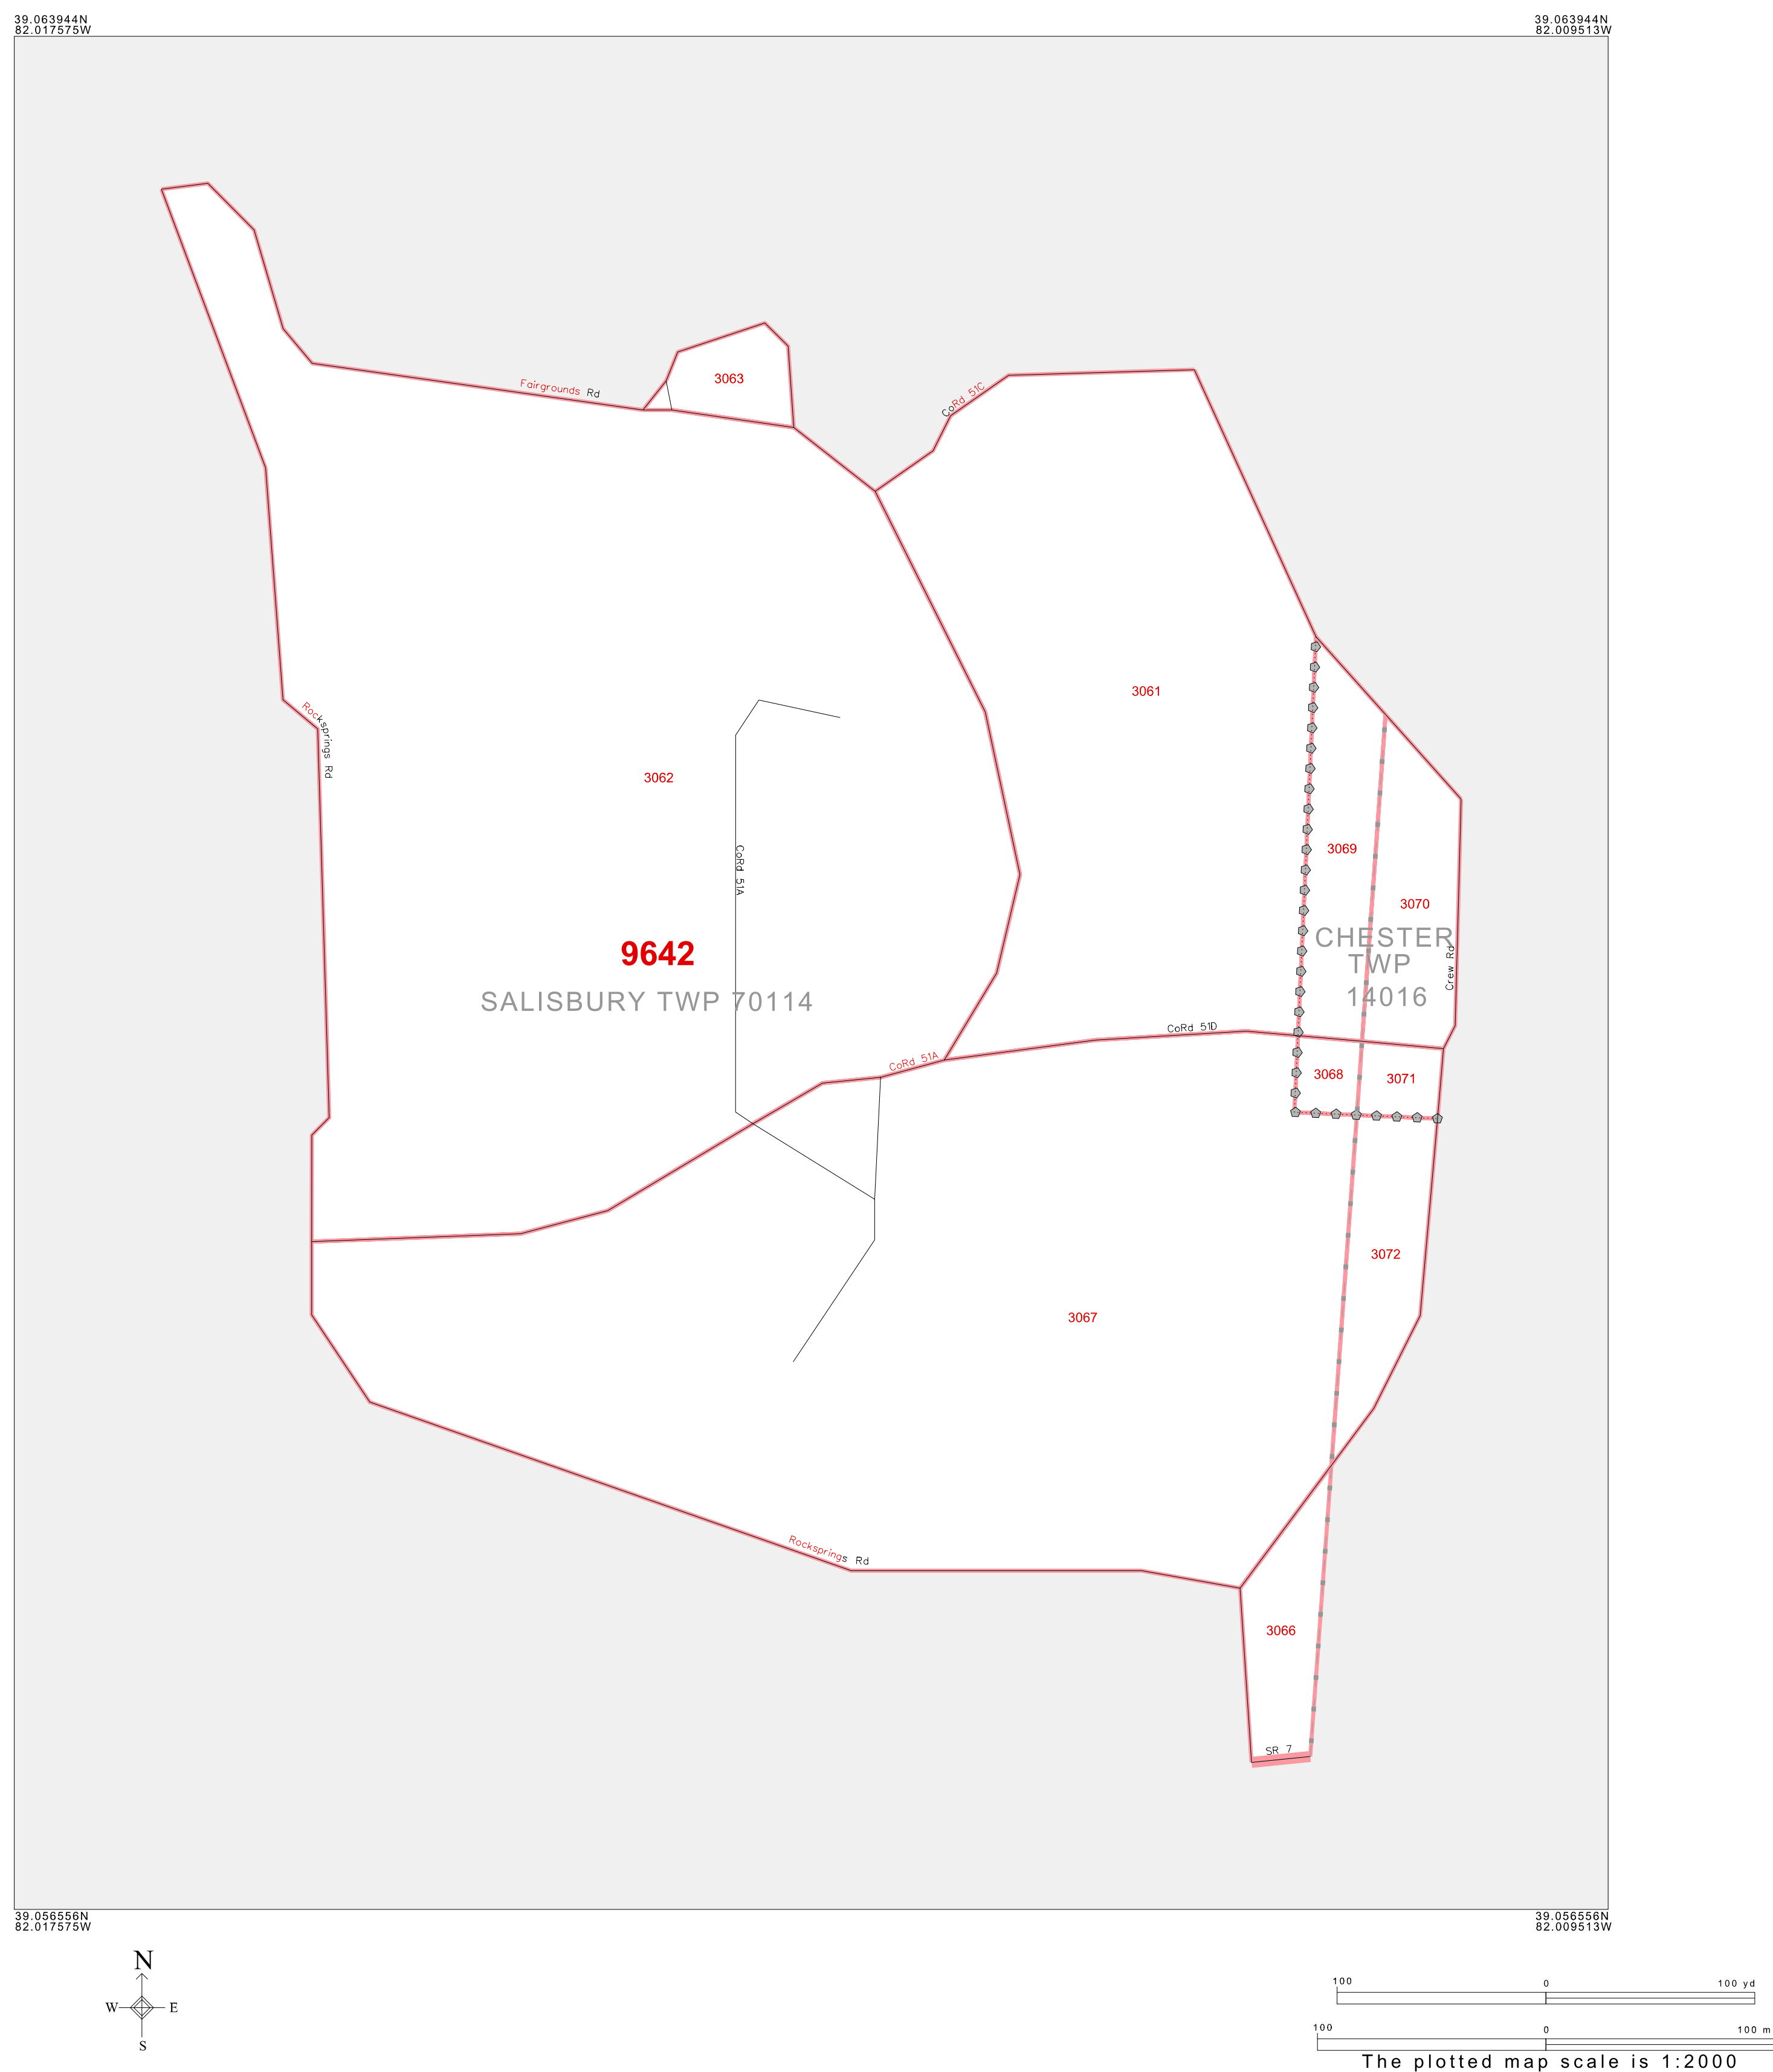 39.063944N
82.017575W
39.063944N
82.009513W
Fairgrounds Rd
3063
CoRd 51C
3061
Rocksprings Rd
3062
CoRd 51A
3069
3070
9642
SALISBURY TWP 70114
CHESTER
TWP
14016
Crew Rd
CoRd 51D
CoRd 51A
3068
3071
3072
3067
Rocksprings Rd
3066
SR 7
39.056556N
82.017575W
39.056556N
82.009513W
N
W
E
S
100 0 100 yd
100 0 100 m
The plotted map scale is 1:2000